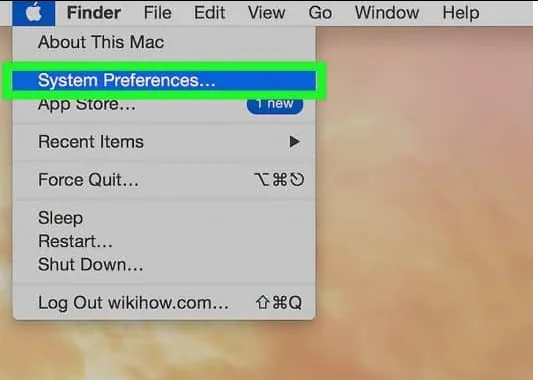 Finder File Edit View Go Window Help
About This Mac
System Preferences...
App Store... 1 new
Recent Items ▶
Force Quit... ⌥⌘⎋
Sleep
Restart...
Shut Down...
Log Out wikihow.com... ⇧⌘Q